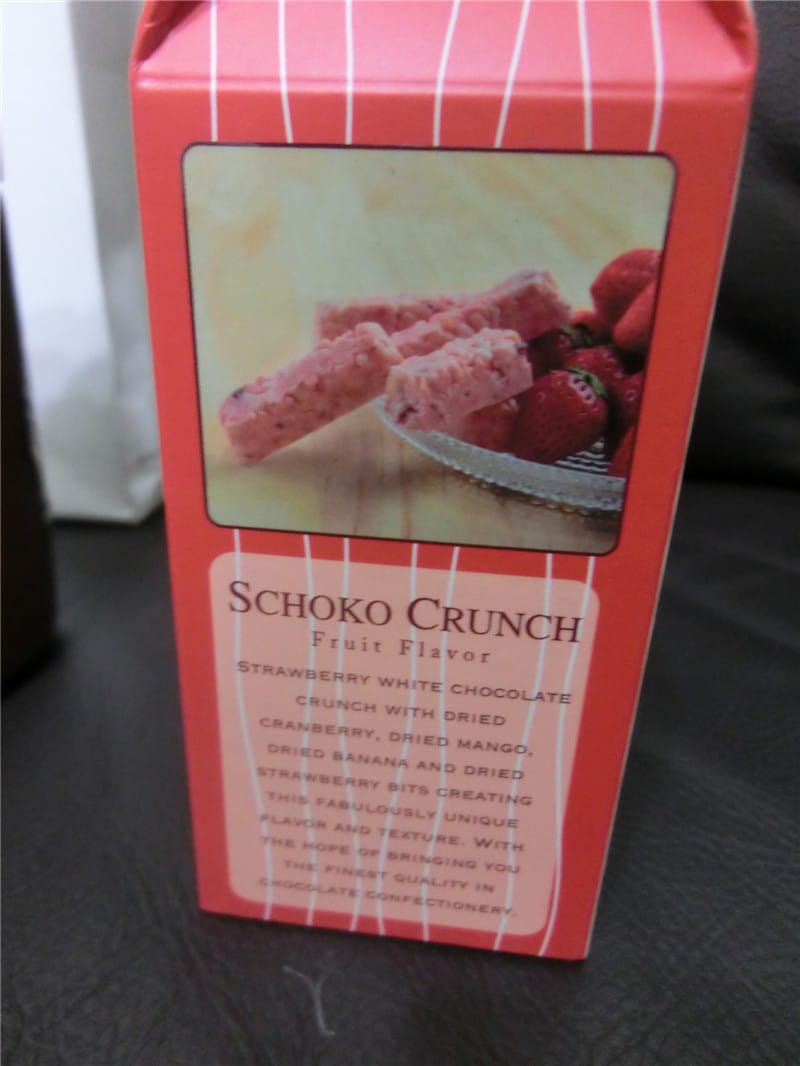 SCHOKO CRUNCH
Fruit Flavor
STRAWBERRY WHITE CHOCOLATE
CRUNCH WITH DRIED
CRANBERRY, DRIED MANGO,
DRIED BANANA AND DRIED
STRAWBERRY BITS CREATING
THIS FABULOUSLY UNIQUE
FLAVOR AND TEXTURE. WITH
THE HOPE OF BRINGING YOU
THE FINEST QUALITY IN
CHOCOLATE CONFECTIONERY.